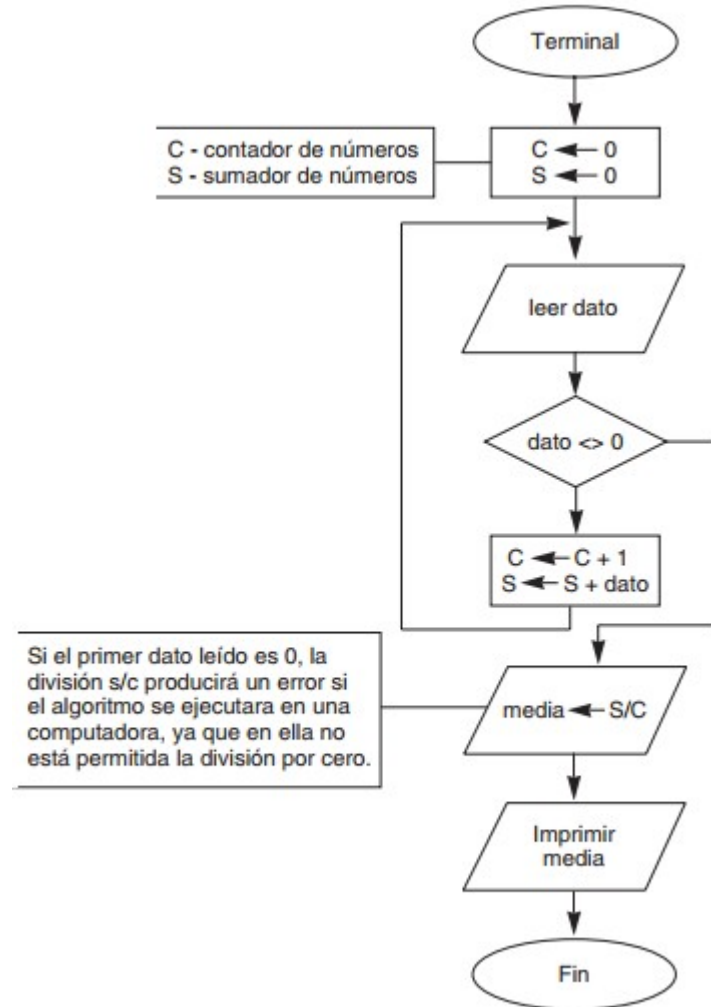 Terminal
C - contador de números
S - sumador de números
C ← 0
S ← 0
leer dato
dato <> 0
C ← C + 1
S ← S + dato
Si el primer dato leído es 0, la
división s/c producirá un error si
el algoritmo se ejecutara en una
computadora, ya que en ella no
está permitida la división por cero.
media ← S/C
Imprimir
media
Fin